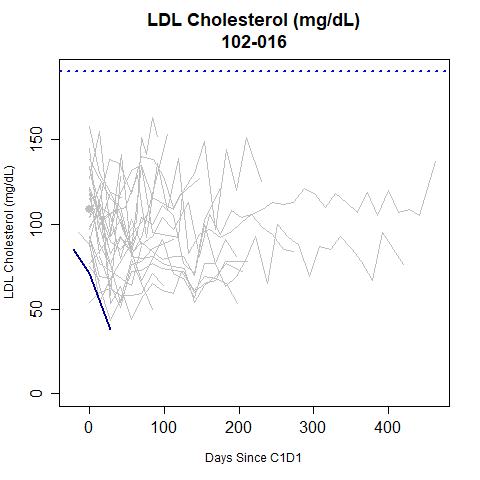 LDL Cholesterol (mg/dL)
102-016
LDL Cholesterol (mg/dL)
150
100
50
0
0 100 200 300 400
Days Since C1D1